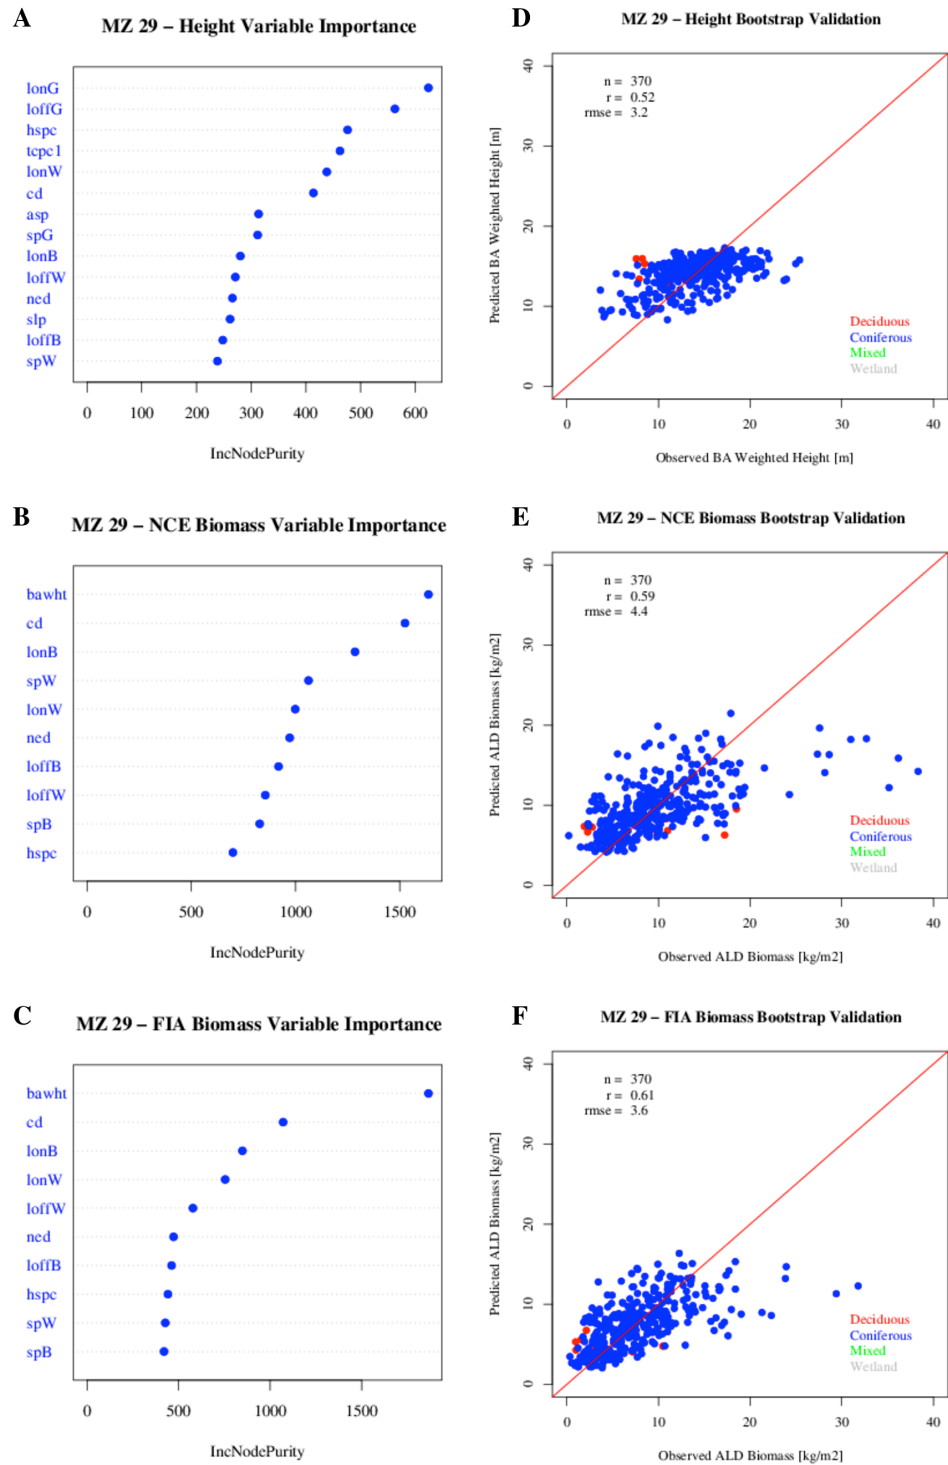 A
MZ 29 – Height Variable Importance
lonG
loffG
hspc
tcpc1
lonW
cd
asp
spG
lonB
loffW
ned
slp
loffB
spW
0 100 200 300 400 500 600
IncNodePurity
D
MZ 29 – Height Bootstrap Validation
n = 370
r = 0.52
rmse = 3.2
Predicted BA Weighted Height [m]
40
30
20
10
0
Deciduous
Coniferous
Mixed
Wetland
0 10 20 30 40
Observed BA Weighted Height [m]
B
MZ 29 – NCE Biomass Variable Importance
bawht
cd
lonB
spW
lonW
ned
loffB
loffW
spB
hspc
0 500 1000 1500
IncNodePurity
E
MZ 29 – NCE Biomass Bootstrap Validation
n = 370
r = 0.59
rmse = 4.4
Predicted ALD Biomass [kg/m2]
40
30
20
10
0
Deciduous
Coniferous
Mixed
Wetland
0 10 20 30 40
Observed ALD Biomass [kg/m2]
C
MZ 29 – FIA Biomass Variable Importance
bawht
cd
lonB
lonW
loffW
ned
loffB
hspc
spW
spB
0 500 1000 1500
IncNodePurity
F
MZ 29 – FIA Biomass Bootstrap Validation
n = 370
r = 0.61
rmse = 3.6
Predicted ALD Biomass [kg/m2]
40
30
20
10
0
Deciduous
Coniferous
Mixed
Wetland
0 10 20 30 40
Observed ALD Biomass [kg/m2]